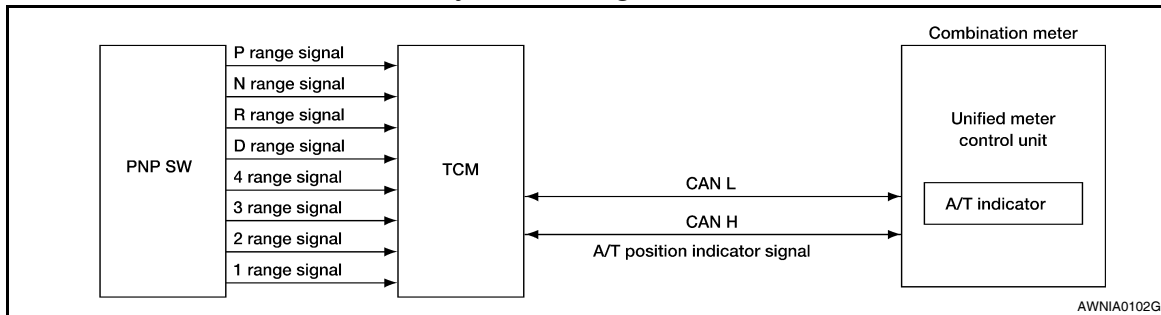 Combination meter
PNP SW
P range signal
N range signal
R range signal
D range signal
4 range signal
3 range signal
2 range signal
1 range signal
TCM
CAN L
CAN H
A/T position indicator signal
Unified meter
control unit
A/T indicator
AWNIA0102G